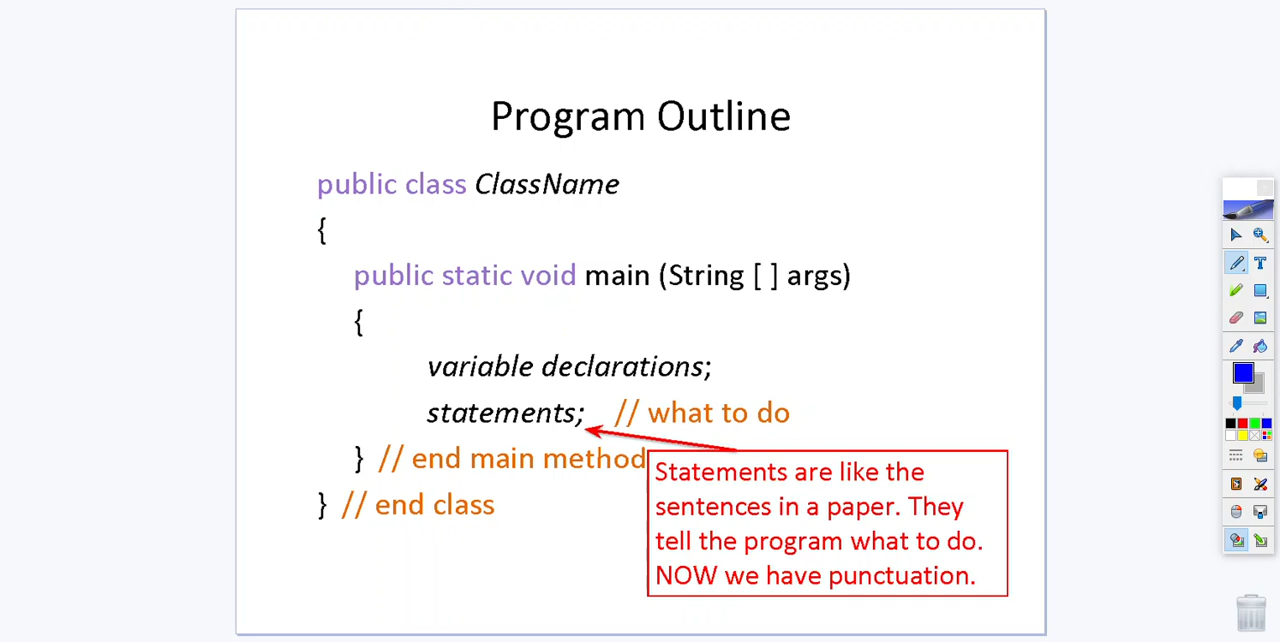 Program Outline
public class ClassName
{
public static void main (String [ ] args)
{
variable declarations;
statements; // what to do
} // end main method
} // end class
Statements are like the
sentences in a paper. They
tell the program what to do.
NOW we have punctuation.
T